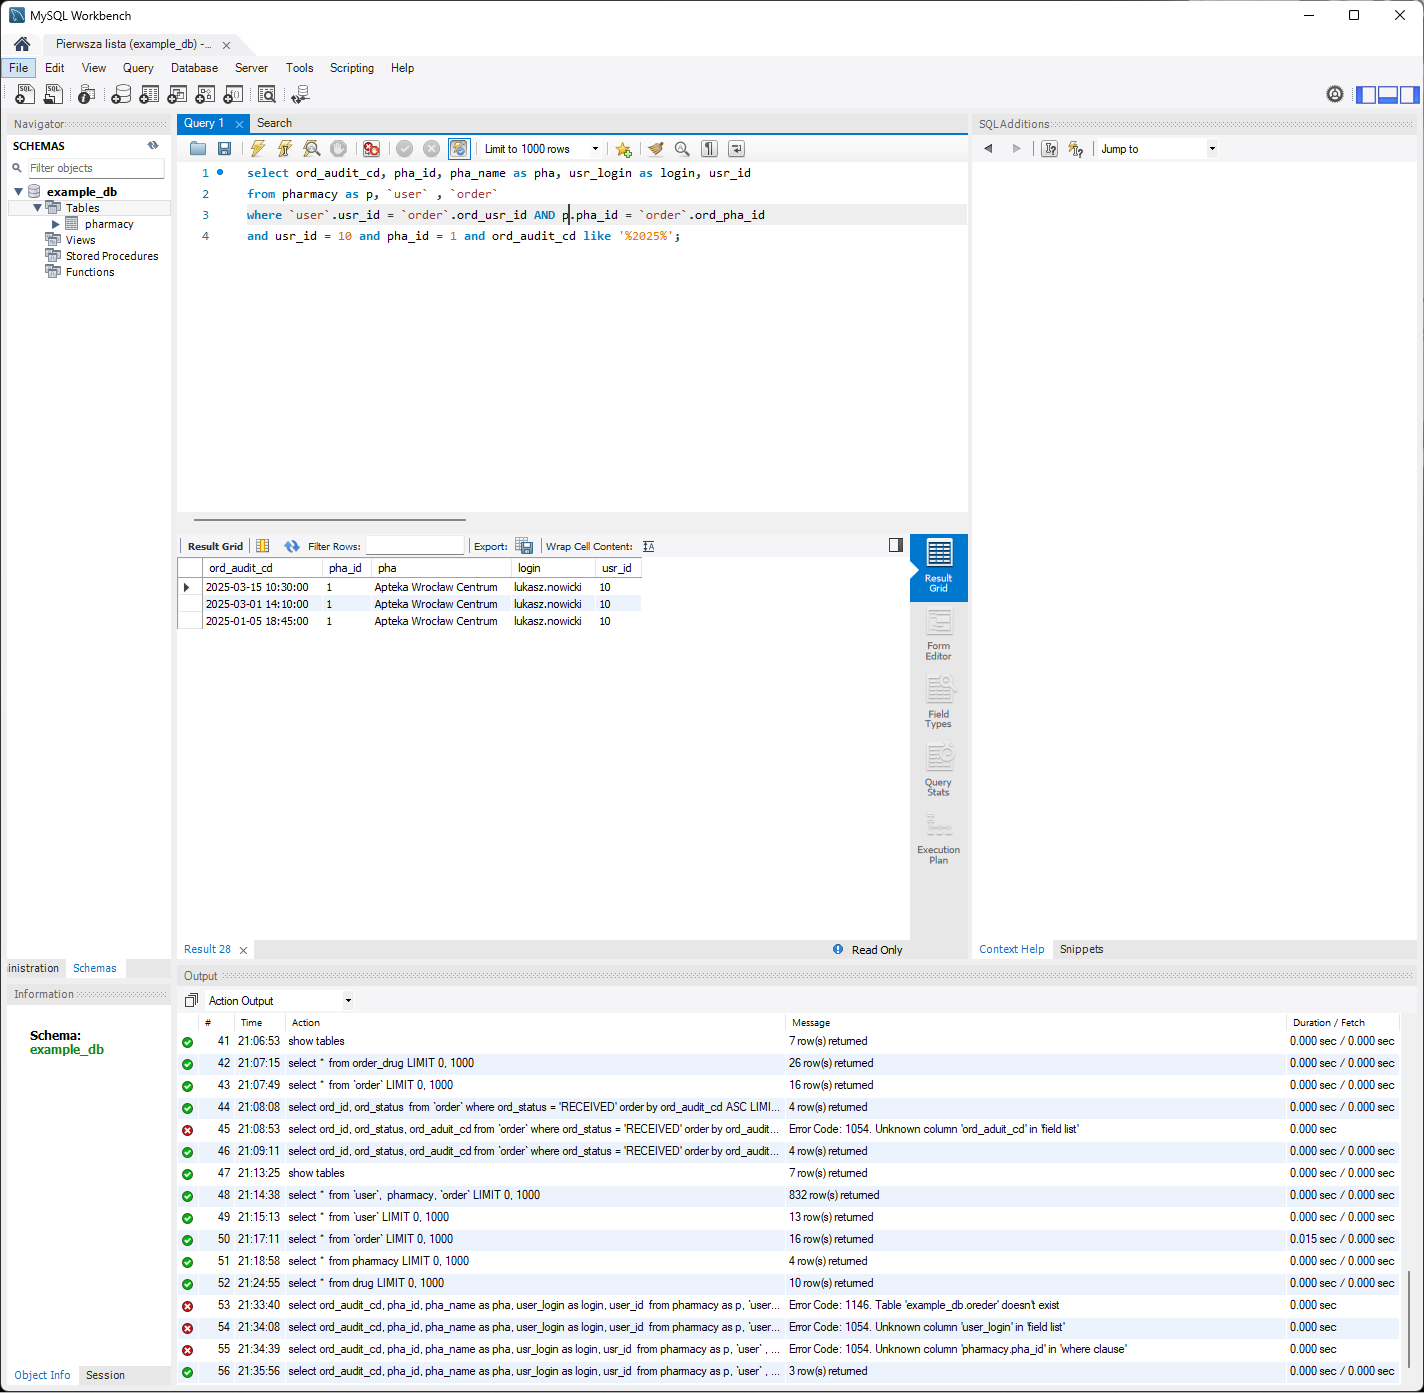 MySQL Workbench
Pierwsza lista (example_db) -...
File Edit View Query Database Server Tools Scripting Help
Navigator
SCHEMAS
Filter objects
example_db
Tables
pharmacy
Views
Stored Procedures
Functions
Query 1 Search
Limit to 1000 rows
1 select ord_audit_cd, pha_id, pha_name as pha, usr_login as login, usr_id
2 from pharmacy as p, `user` , `order`
3 where `user`.usr_id = `order`.ord_usr_id AND p.pha_id = `order`.ord_pha_id
4 and usr_id = 10 and pha_id = 1 and ord_audit_cd like '%2025%';
SQLAdditions
Jump to
Result Grid Filter Rows: Export: Wrap Cell Content:
ord_audit_cd pha_id pha login usr_id
2025-03-15 10:30:00 1 Apteka Wrocław Centrum lukasz.nowicki 10
2025-03-01 14:10:00 1 Apteka Wrocław Centrum lukasz.nowicki 10
2025-01-05 18:45:00 1 Apteka Wrocław Centrum lukasz.nowicki 10
Result
Grid
Form
Editor
Field
Types
Query
Stats
Execution
Plan
Result 28 Read Only
Context Help Snippets
inistration Schemas
Information
Schema:
example_db
Object Info Session
Output
Action Output
# Time Action Message Duration / Fetch
41 21:06:53 show tables 7 row(s) returned 0.000 sec / 0.000 sec
42 21:07:15 select * from order_drug LIMIT 0, 1000 26 row(s) returned 0.000 sec / 0.000 sec
43 21:07:49 select * from `order` LIMIT 0, 1000 16 row(s) returned 0.000 sec / 0.000 sec
44 21:08:08 select ord_id, ord_status from `order` where ord_status = 'RECEIVED' order by ord_audit_cd ASC LIMI... 4 row(s) returned 0.000 sec / 0.000 sec
45 21:08:53 select ord_id, ord_status, ord_aduit_cd from `order` where ord_status = 'RECEIVED' order by ord_audit... Error Code: 1054. Unknown column 'ord_aduit_cd' in 'field list' 0.000 sec
46 21:09:11 select ord_id, ord_status, ord_audit_cd from `order` where ord_status = 'RECEIVED' order by ord_audit... 4 row(s) returned 0.000 sec / 0.000 sec
47 21:13:25 show tables 7 row(s) returned 0.000 sec / 0.000 sec
48 21:14:38 select * from `user`, pharmacy, `order` LIMIT 0, 1000 832 row(s) returned 0.000 sec / 0.000 sec
49 21:15:13 select * from `user` LIMIT 0, 1000 13 row(s) returned 0.000 sec / 0.000 sec
50 21:17:11 select * from `order` LIMIT 0, 1000 16 row(s) returned 0.015 sec / 0.000 sec
51 21:18:58 select * from pharmacy LIMIT 0, 1000 4 row(s) returned 0.000 sec / 0.000 sec
52 21:24:55 select * from drug LIMIT 0, 1000 10 row(s) returned 0.000 sec / 0.000 sec
53 21:33:40 select ord_audit_cd, pha_id, pha_name as pha, user_login as login, user_id from pharmacy as p, `user... Error Code: 1146. Table 'example_db.oreder' doesn't exist 0.000 sec
54 21:34:08 select ord_audit_cd, pha_id, pha_name as pha, user_login as login, user_id from pharmacy as p, `user... Error Code: 1054. Unknown column 'user_login' in 'field list' 0.000 sec
55 21:34:39 select ord_audit_cd, pha_id, pha_name as pha, usr_login as login, usr_id from pharmacy as p, `user` , ... Error Code: 1054. Unknown column 'pharmacy.pha_id' in 'where clause' 0.000 sec
56 21:35:56 select ord_audit_cd, pha_id, pha_name as pha, usr_login as login, usr_id from pharmacy as p, `user` , ... 3 row(s) returned 0.000 sec / 0.000 sec